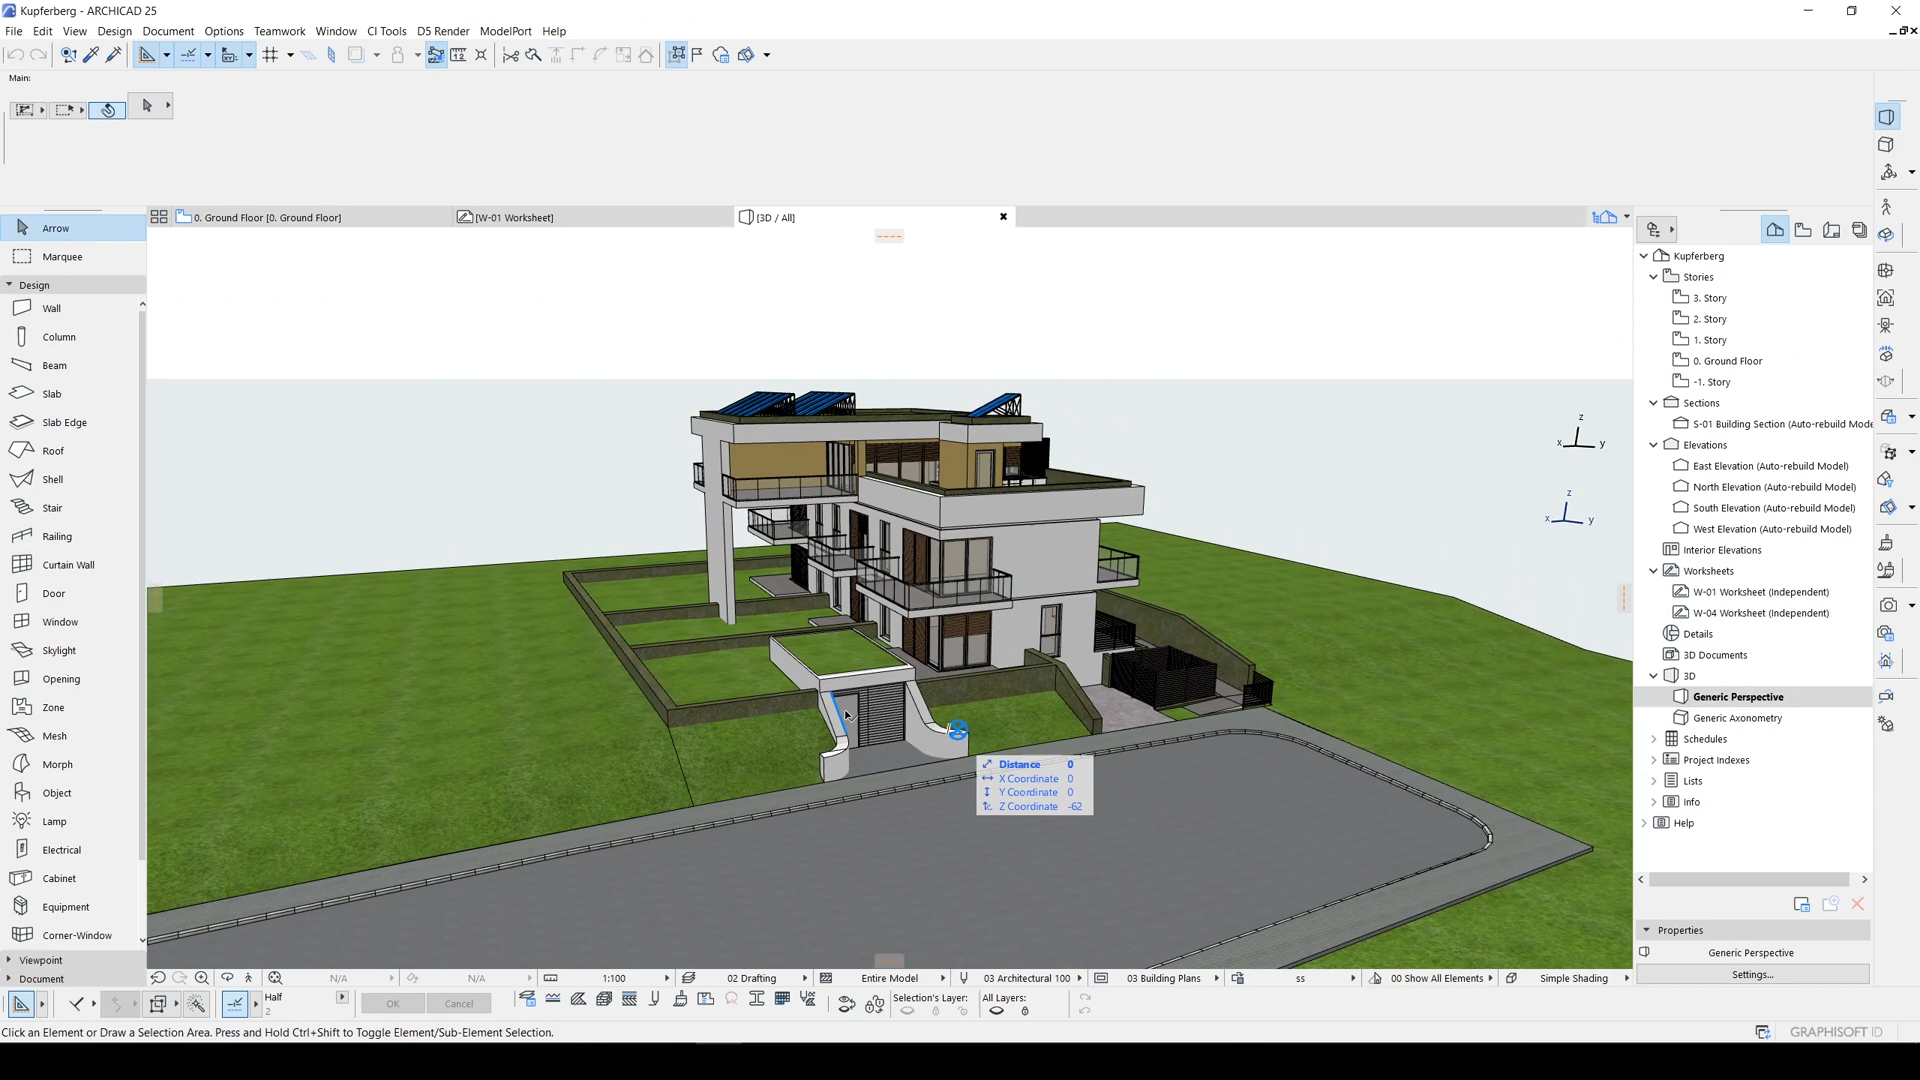 Kupferberg - ARCHICAD 25
File Edit View Design Document Options Teamwork Window CI Tools D5 Render ModelPort Help
Main:
0. Ground Floor [0. Ground Floor]
[W-01 Worksheet]
[3D / All]
Arrow
Marquee
Design
Wall
Column
Beam
Slab
Slab Edge
Roof
Shell
Stair
Railing
Curtain Wall
Door
Window
Skylight
Opening
Zone
Mesh
Morph
Object
Lamp
Electrical
Cabinet
Equipment
Corner-Window
Viewpoint
Document
z
x y
z
x y
Distance 0
X Coordinate 0
Y Coordinate 0
Z Coordinate -62
Kupferberg
Stories
3. Story
2. Story
1. Story
0. Ground Floor
-1. Story
Sections
S-01 Building Section (Auto-rebuild Mode
Elevations
East Elevation (Auto-rebuild Model)
North Elevation (Auto-rebuild Model)
South Elevation (Auto-rebuild Model)
West Elevation (Auto-rebuild Model)
Interior Elevations
Worksheets
W-01 Worksheet (Independent)
W-04 Worksheet (Independent)
Details
3D Documents
3D
Generic Perspective
Generic Axonometry
Schedules
Project Indexes
Lists
Info
Help
Properties
Generic Perspective
Settings...
N/A N/A 1:100 02 Drafting Entire Model 03 Architectural 100 03 Building Plans ss 00 Show All Elements Simple Shading
Half
2
OK Cancel
Selection's Layer: All Layers:
Click an Element or Draw a Selection Area. Press and Hold Ctrl+Shift to Toggle Element/Sub-Element Selection.
GRAPHISOFT ID